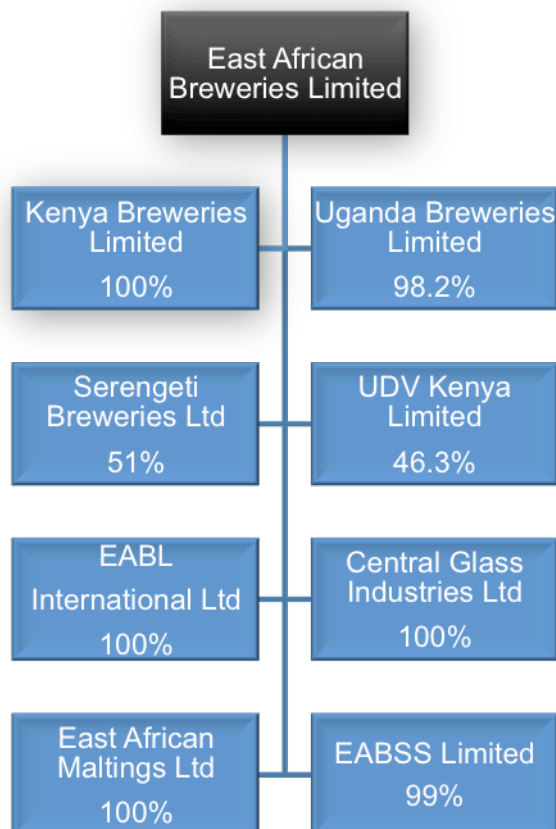 East African
Breweries Limited
Kenya Breweries
Limited
100%
Uganda Breweries
Limited
98.2%
Serengeti
Breweries Ltd
51%
UDV Kenya
Limited
46.3%
EABL
International Ltd
100%
Central Glass
Industries Ltd
100%
East African
Maltings Ltd
100%
EABSS Limited
99%